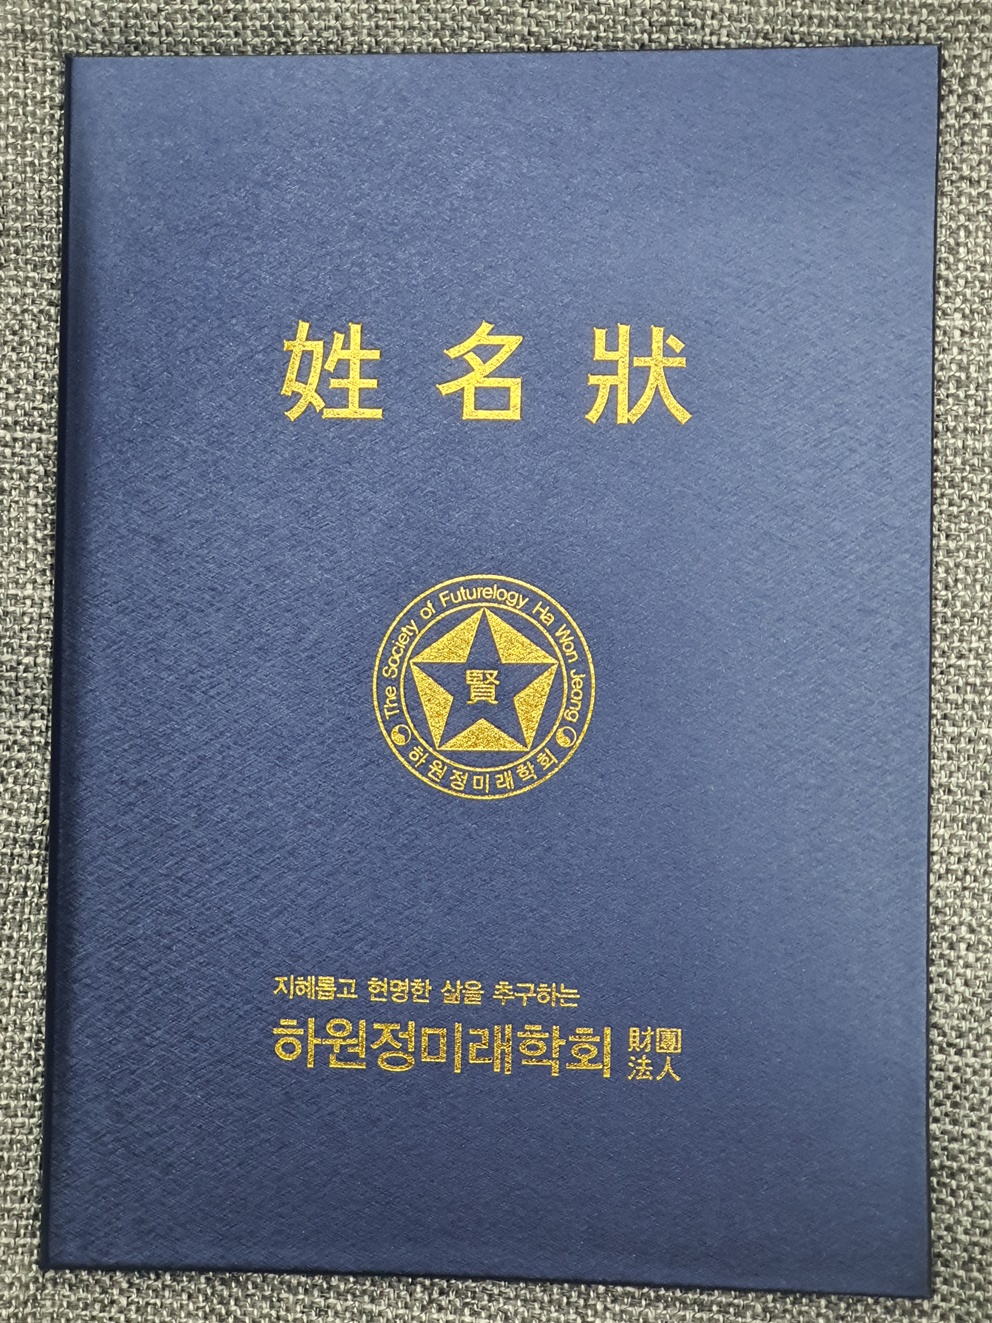 姓名狀
The Society of Futurelogy Ha Won Jeong
賢
하원정미래학회
지혜롭고 현명한 삶을 추구하는
하원정미래학회 財團法人